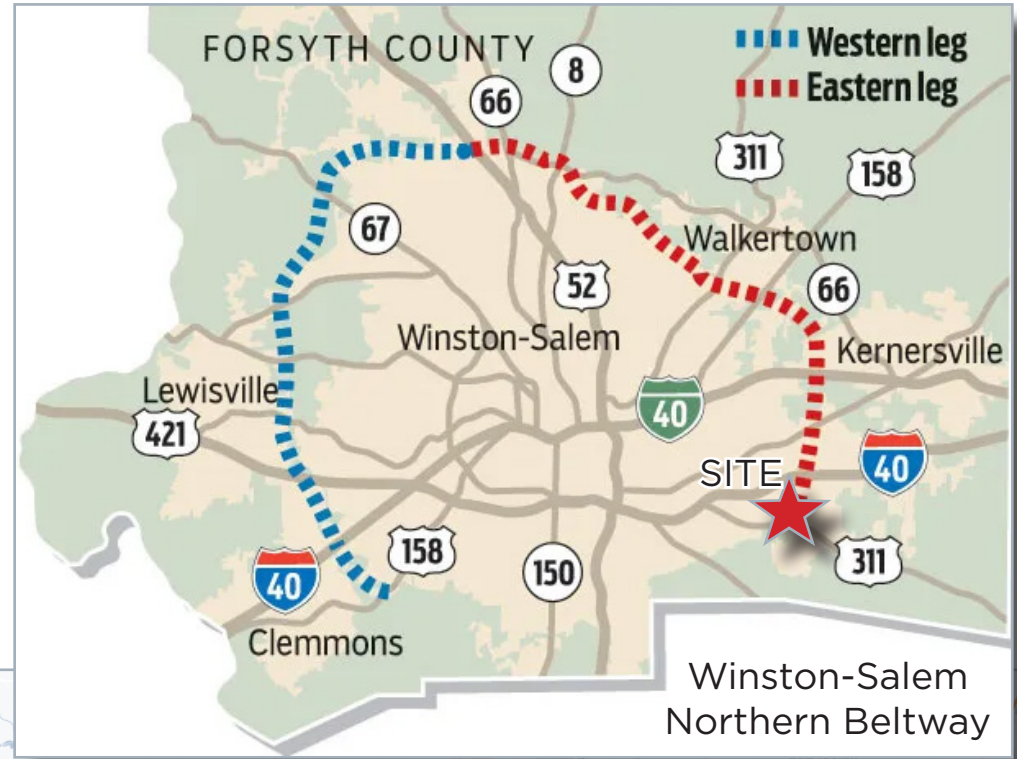 FORSYTH COUNTY
Western leg
Eastern leg
8
66
311
158
67
Walkertown
52
66
Winston-Salem
Kernersville
Lewisville
40
421
SITE
40
158
311
40
150
Clemmons
Winston-Salem
Northern Beltway